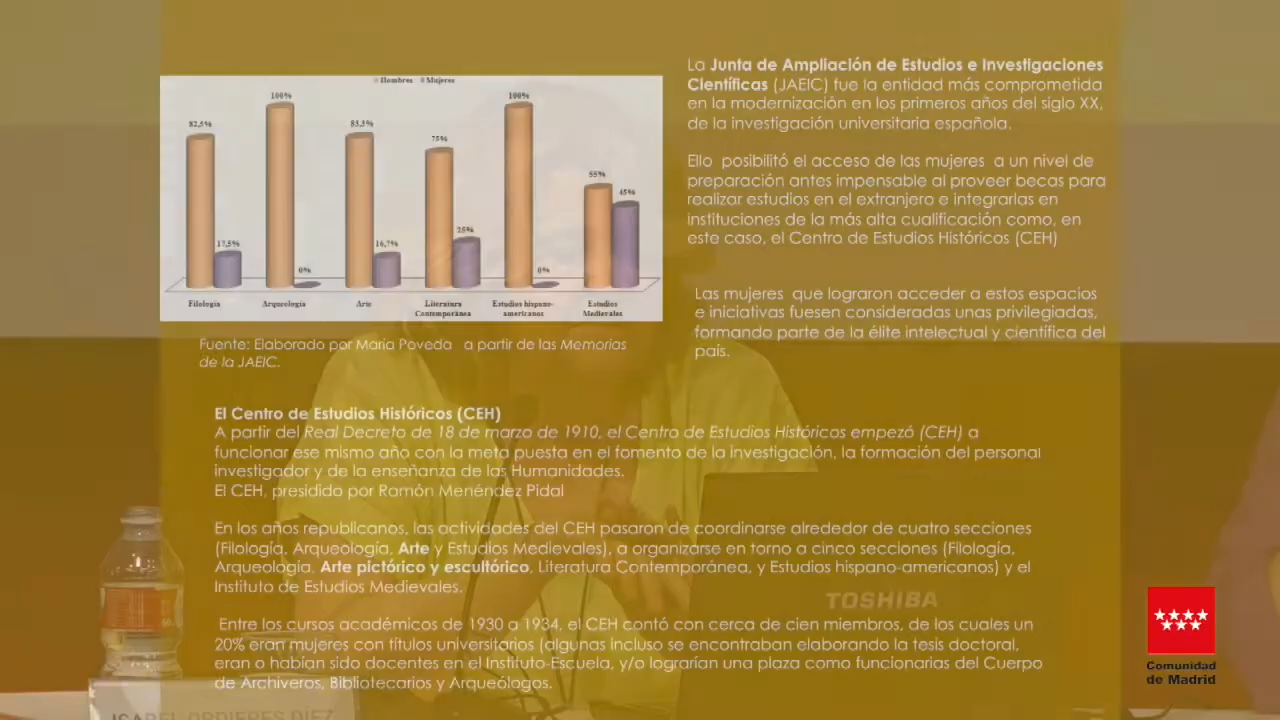 Hombres Mujeres
100% 100%
82,5% 83,3% 75% 55% 45%
17,5% 0% 16,7% 25% 0%
Filología Arqueología Arte Literatura Contemporánea Estudios hispano-americanos Estudios Medievales
Fuente: Elaborado por María Poveda a partir de las Memorias
de la JAEIC.
La Junta de Ampliación de Estudios e Investigaciones
Científicas (JAEIC) fue la entidad más comprometida
en la modernización en los primeros años del siglo XX,
de la investigación universitaria española.
Ello posibilitó el acceso de las mujeres a un nivel de
preparación antes impensable al proveer becas para
realizar estudios en el extranjero e integrarlas en
instituciones de la más alta cualificación como, en
este caso, el Centro de Estudios Históricos (CEH)
Las mujeres que lograron acceder a estos espacios
e iniciativas fuesen consideradas unas privilegiadas,
formando parte de la élite intelectual y científica del
país.
El Centro de Estudios Históricos (CEH)
A partir del Real Decreto de 18 de marzo de 1910, el Centro de Estudios Históricos empezó (CEH) a
funcionar ese mismo año con la meta puesta en el fomento de la investigación, la formación del personal
investigador y de la enseñanza de las Humanidades.
El CEH, presidido por Ramón Menéndez Pidal
En los años republicanos, las actividades del CEH pasaron de coordinarse alrededor de cuatro secciones
(Filología, Arqueología, Arte y Estudios Medievales), a organizarse en torno a cinco secciones (Filología,
Arqueología, Arte pictórico y escultórico, Literatura Contemporánea, y Estudios hispano-americanos) y el
Instituto de Estudios Medievales.
Entre los cursos académicos de 1930 a 1934, el CEH contó con cerca de cien miembros, de los cuales un
20% eran mujeres con títulos universitarios (algunas incluso se encontraban elaborando la tesis doctoral,
eran o habían sido docentes en el Instituto-Escuela, y/o lograrían una plaza como funcionarias del Cuerpo
de Archiveros, Bibliotecarios y Arqueólogos.
TOSHIBA
ISABEL ORDIERES DÍEZ
Comunidad
de Madrid